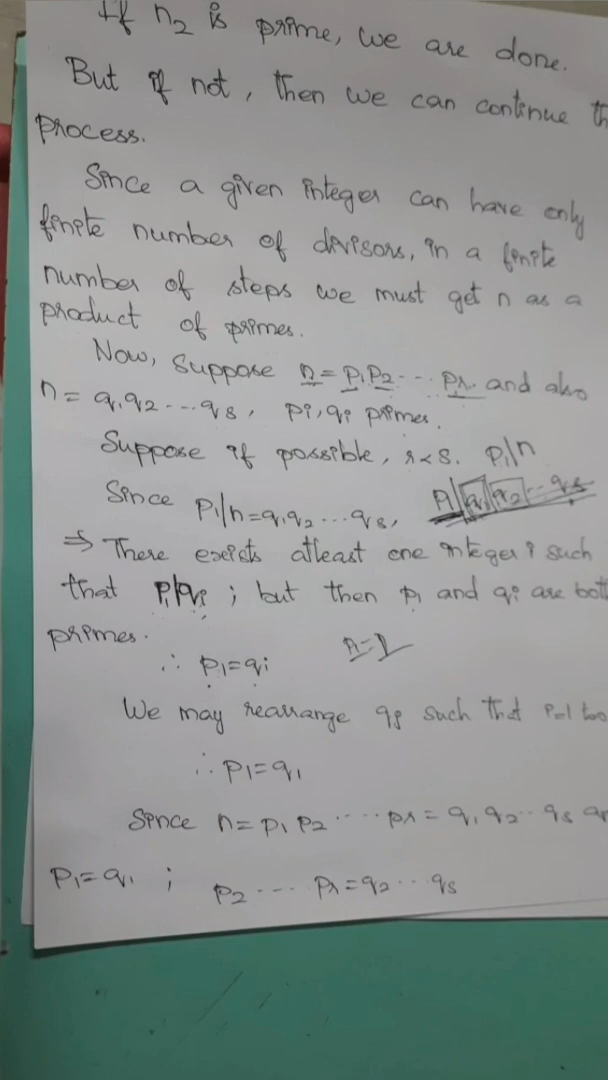 If n₂ is prime, we are done.
But if not, then we can continue th
process.
Since a given integer can have only
finite number of divisors, in a finite
number of steps we must get n as a
product of primes.
Now, suppose n = p₁p₂ ... pᵣ and also
n = q₁q₂ ... qₛ, pᵢ, qᵢ primes.
Suppose if possible, r<s. p₁|n
Since p₁|n=q₁q₂...qₛ, p₁|q₁|q₂...qₛ
⇒ There exists atleast one integer i such
that p₁|qᵢ ; but then p₁ and qᵢ are both
primes.
∴ p₁=qᵢ
We may rearrange qᵢ such that
∴ p₁=q₁
Since n=p₁ p₂ ..... pᵣ = q₁ q₂.. qₛ
p₁=q₁ ; p₂ .... pᵣ=q₂...qₛ